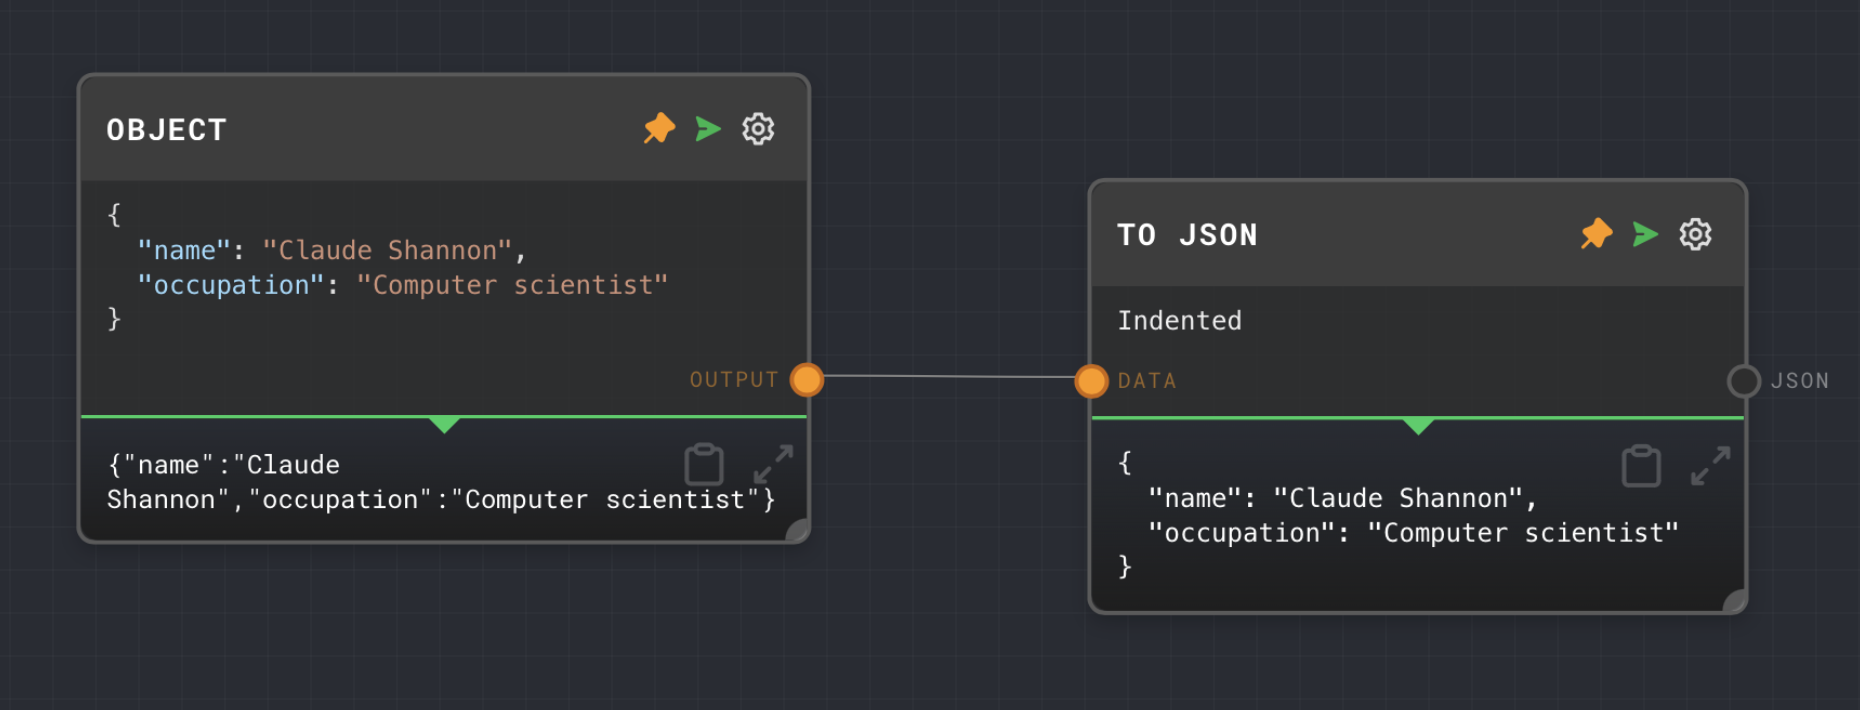 OBJECT
{
  "name": "Claude Shannon",
  "occupation": "Computer scientist"
}
OUTPUT
{"name":"Claude
Shannon","occupation":"Computer scientist"}
TO JSON
Indented
DATA
JSON
{
  "name": "Claude Shannon",
  "occupation": "Computer scientist"
}